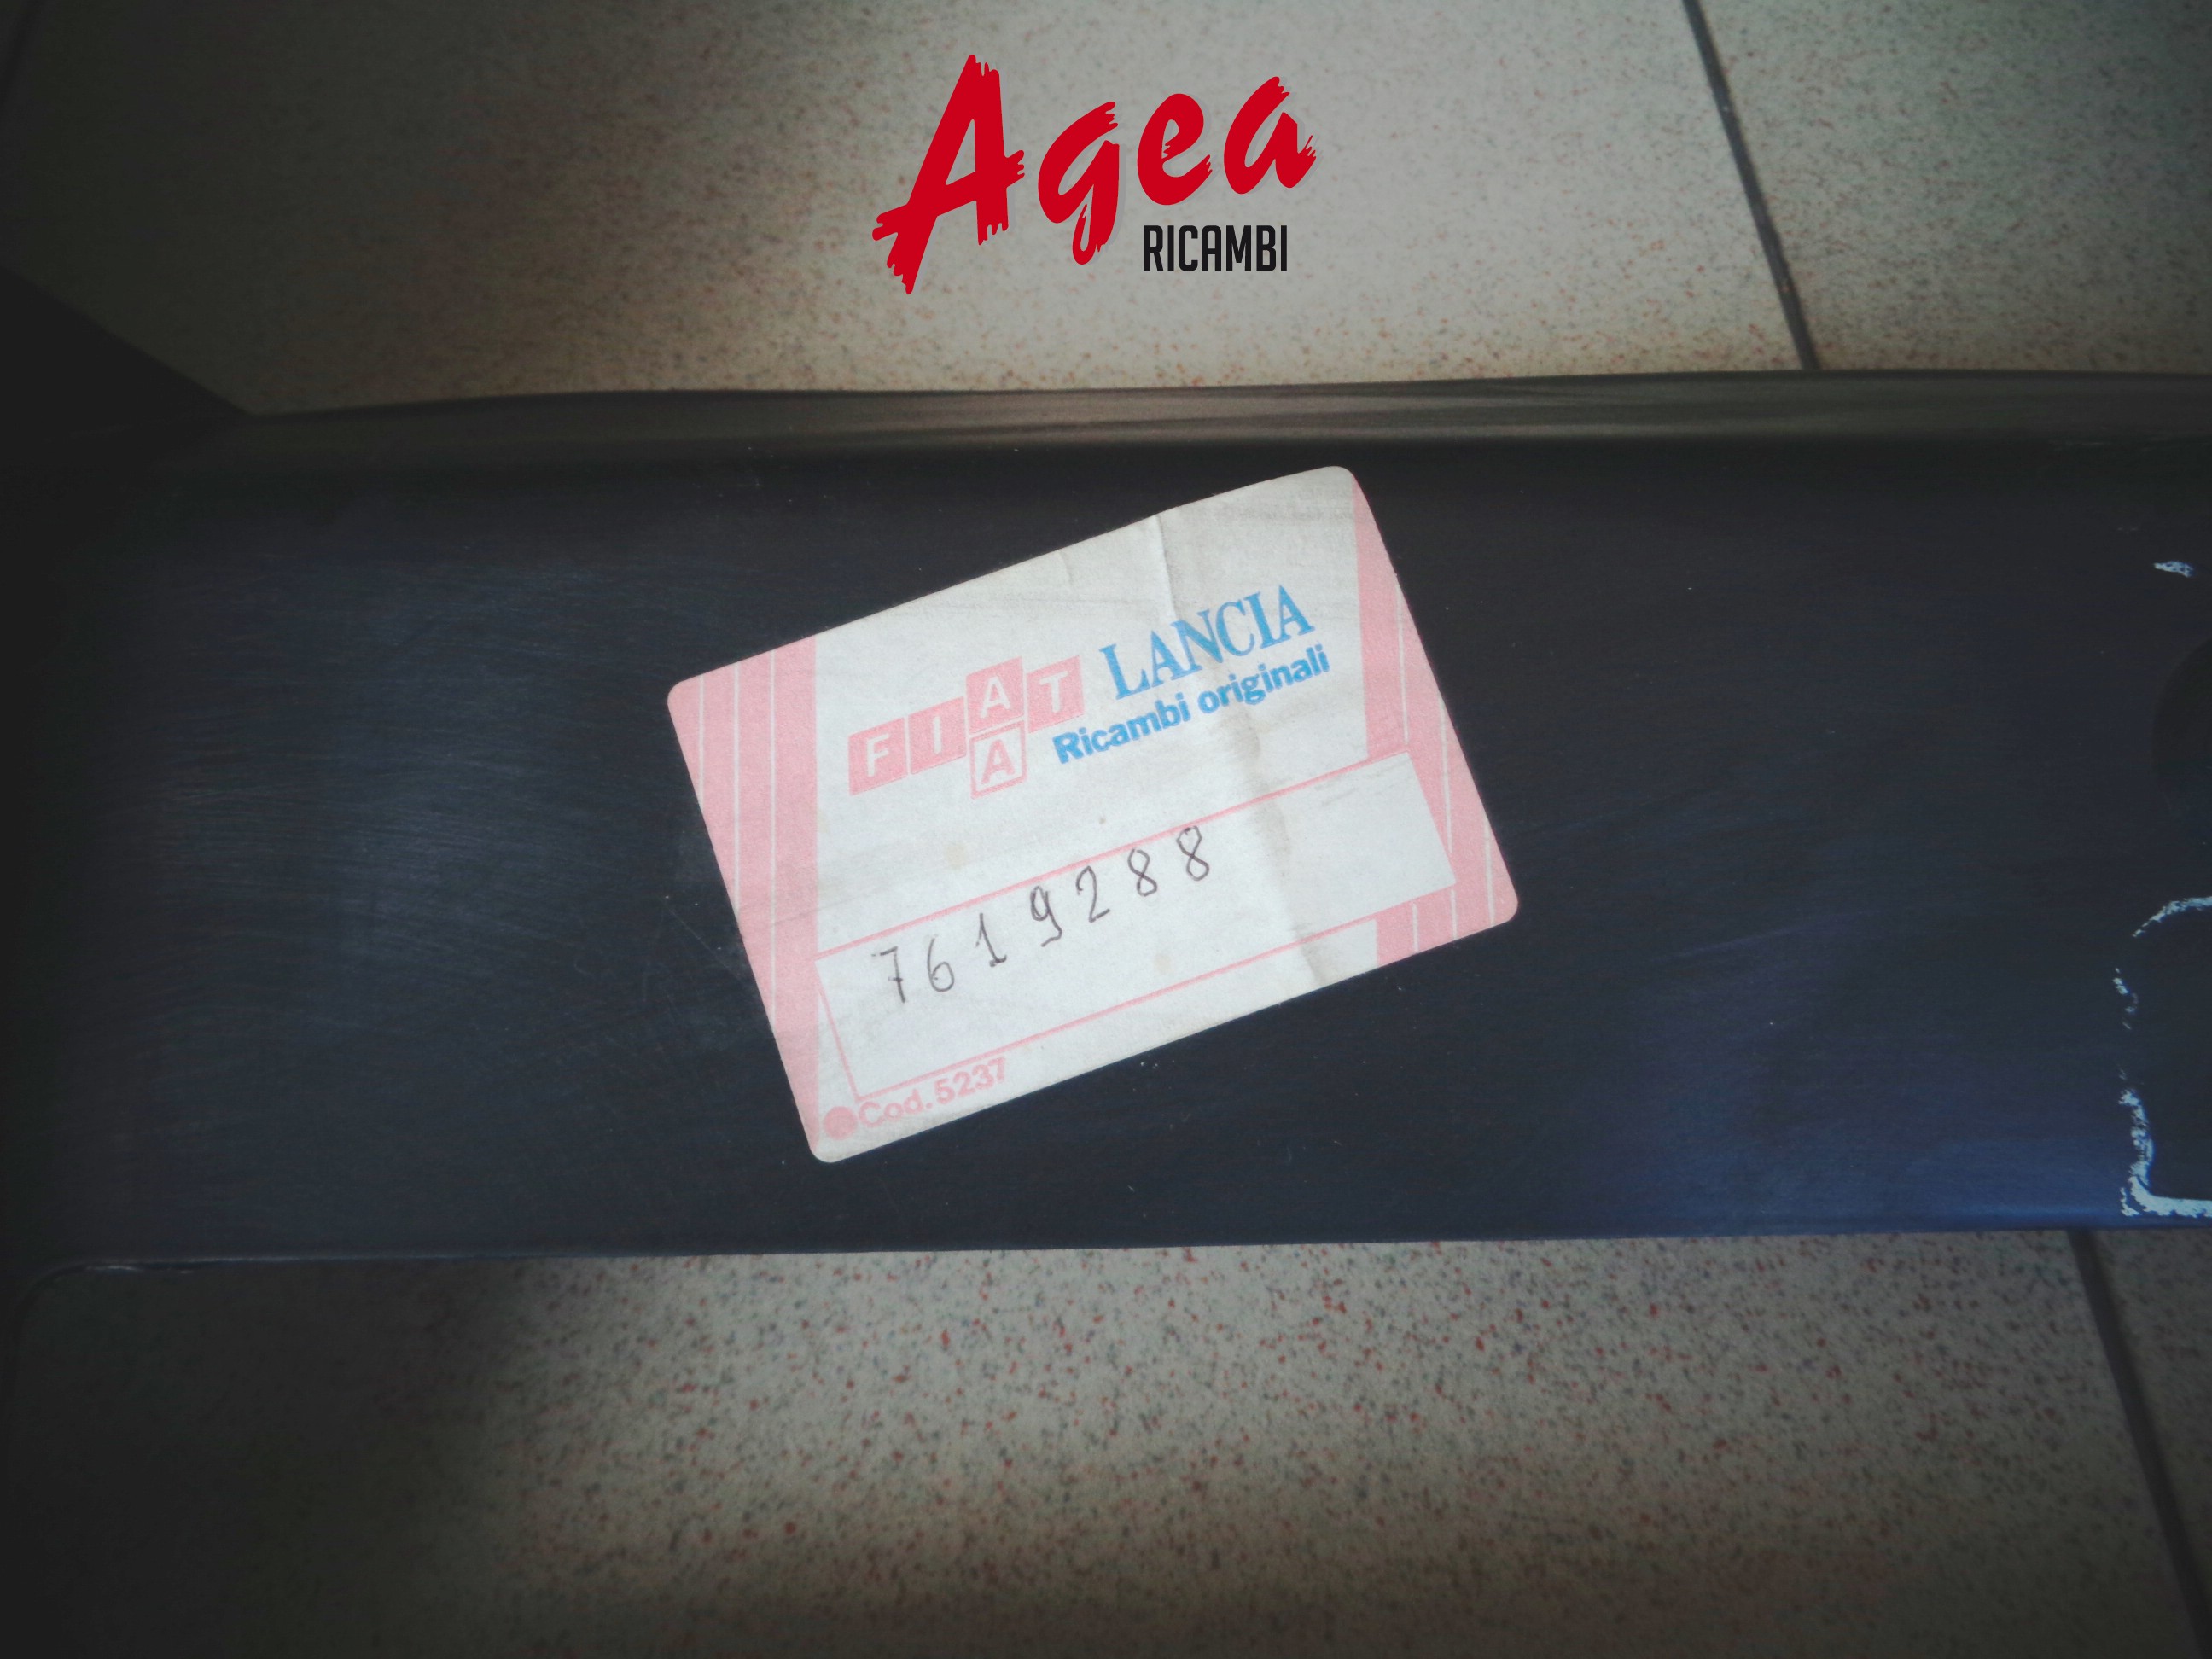 Agea
RICAMBI
FIAT LANCIA
A Ricambi originali
7619288
Cod. 5237